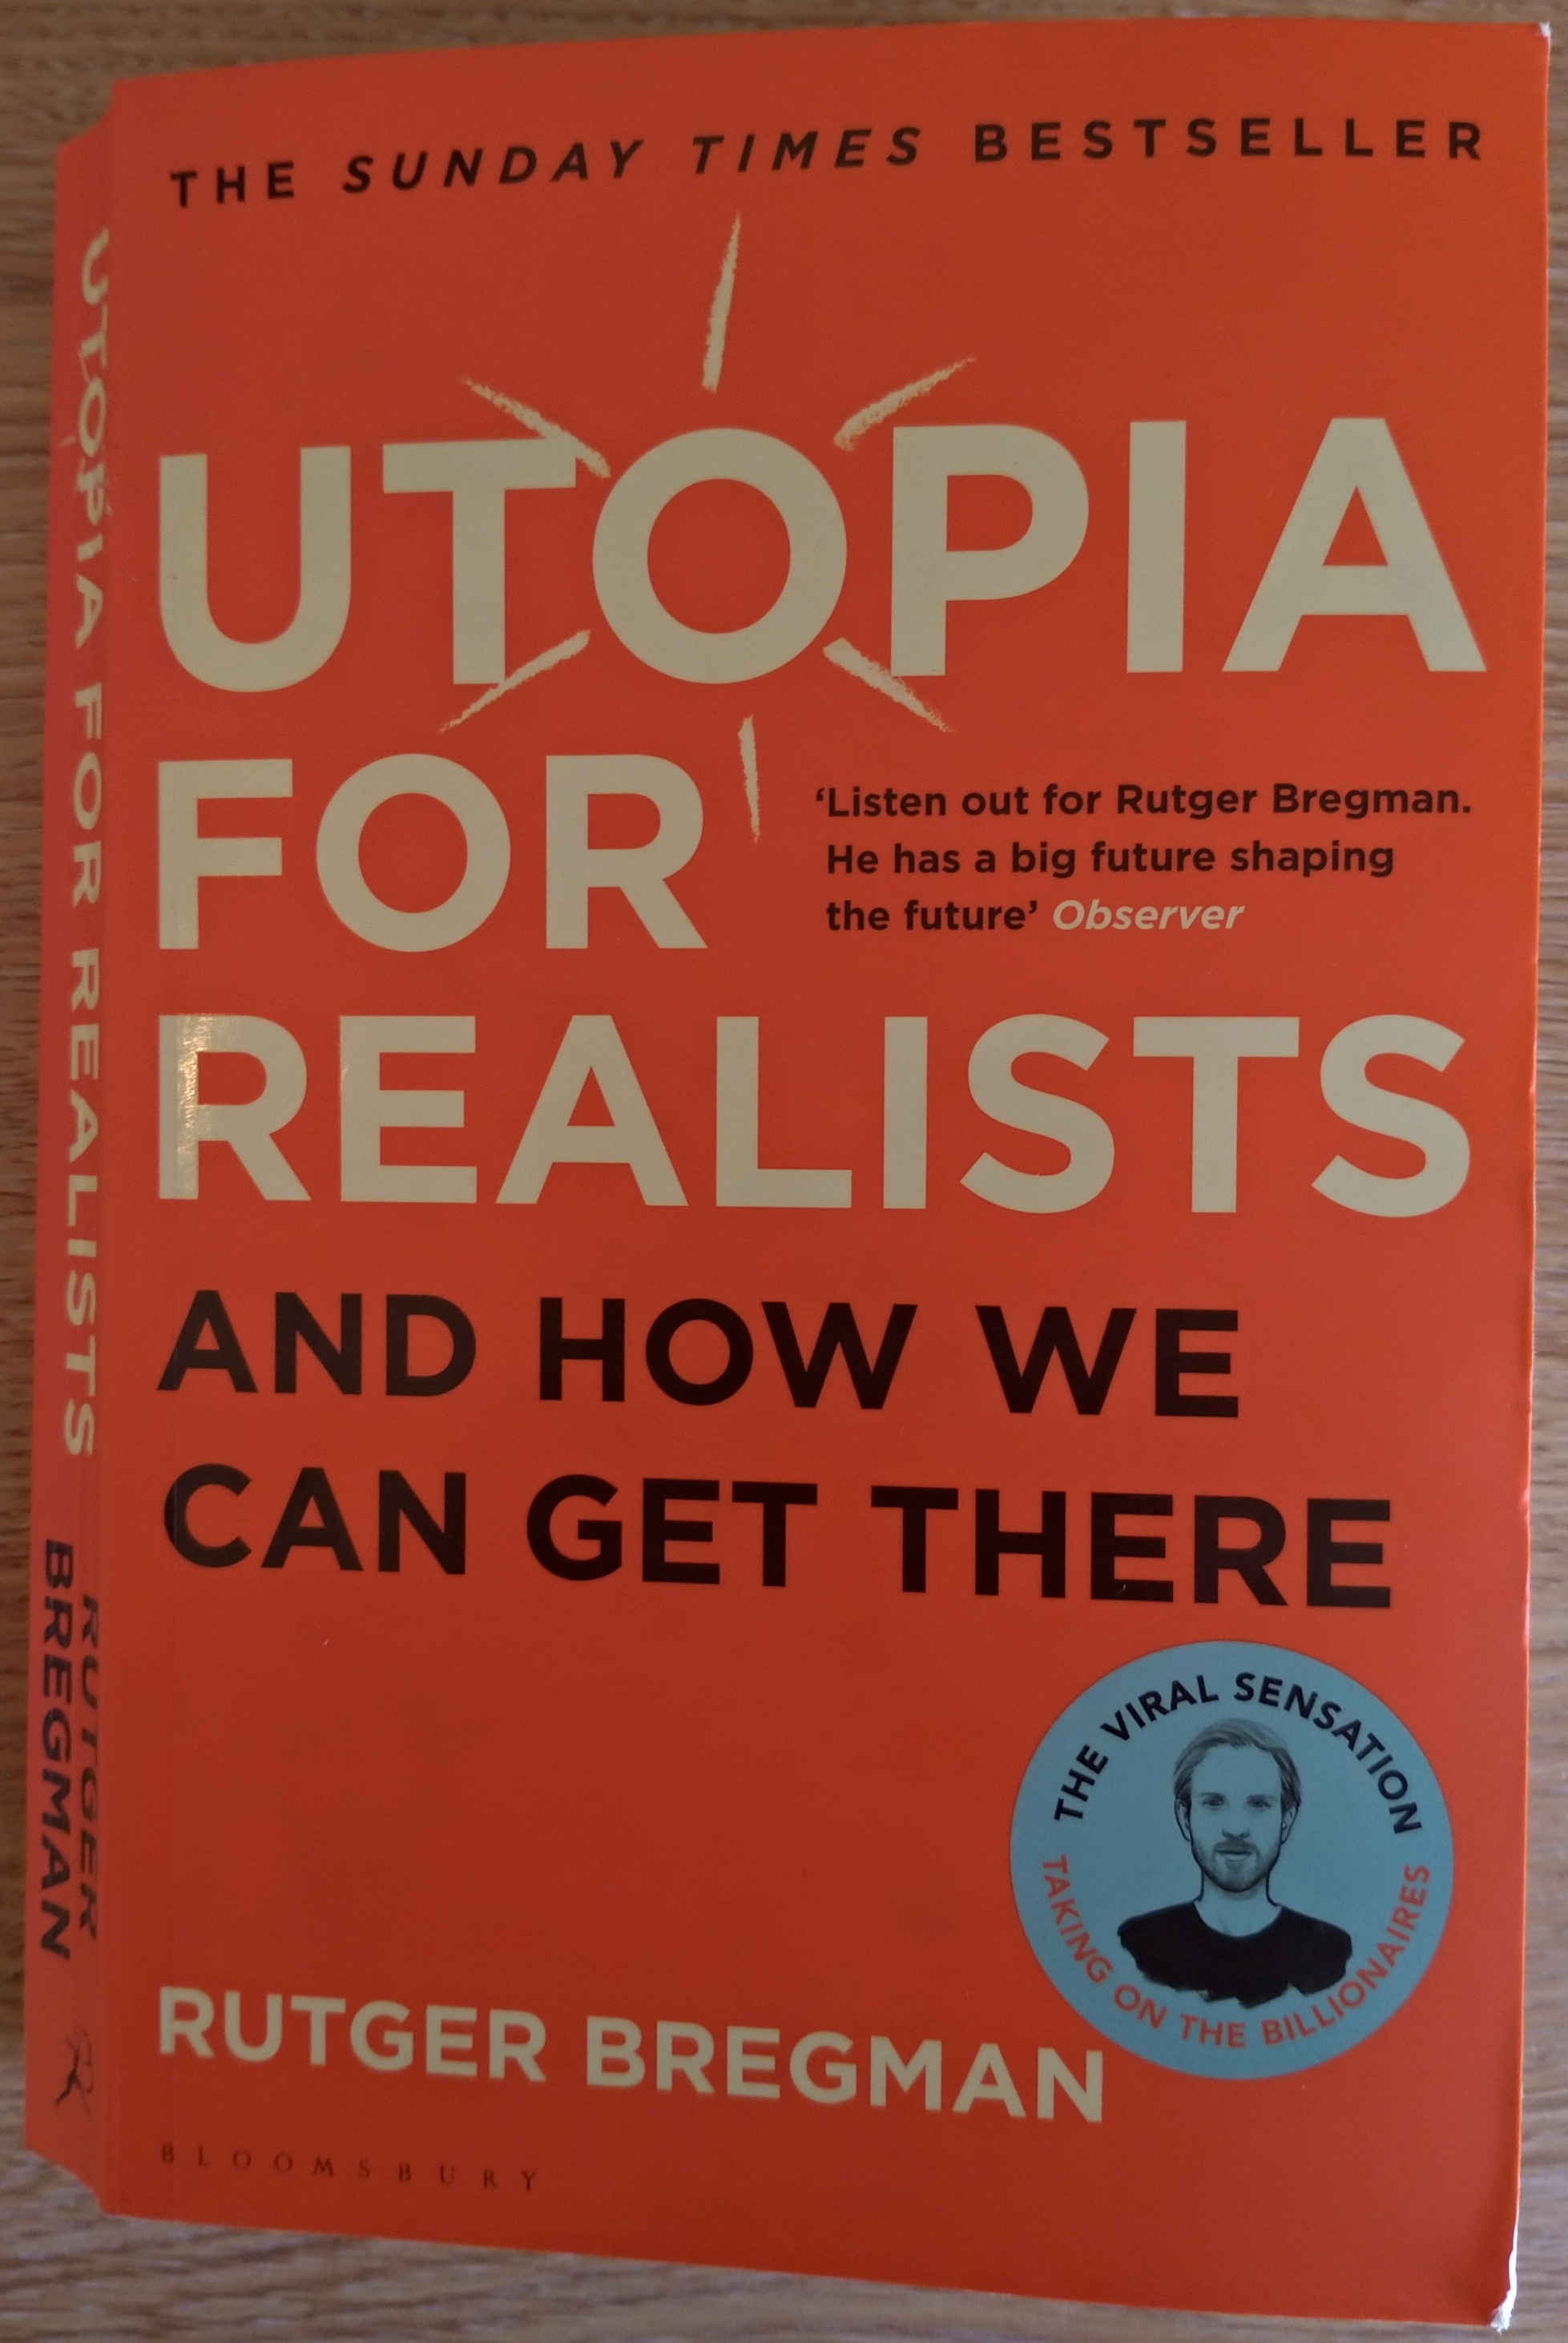 THE SUNDAY TIMES BESTSELLER
UTOPIA
FOR
‘Listen out for Rutger Bregman.
He has a big future shaping
the future’ Observer
REALISTS
AND HOW WE
CAN GET THERE
THE VIRAL SENSATION
TAKING ON THE BILLIONAIRES
RUTGER BREGMAN
BLOOMSBURY
UTOPIA FOR REALISTS
RUTGER
BREGMAN